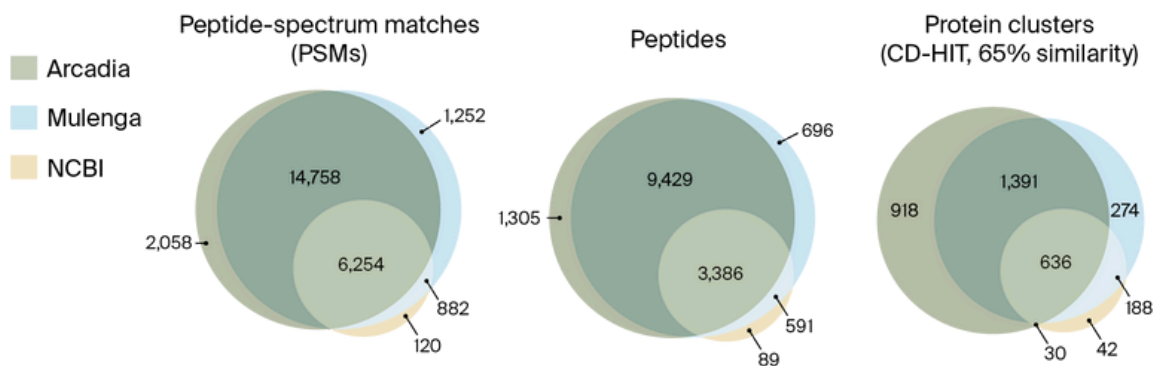 Peptide-spectrum matches
(PSMs)
Peptides
Protein clusters
(CD-HIT, 65% similarity)
Arcadia
Mulenga
NCBI
1,252
14,758
2,058
6,254
882
120
696
9,429
1,305
3,386
591
89
918
1,391
274
636
188
30
42